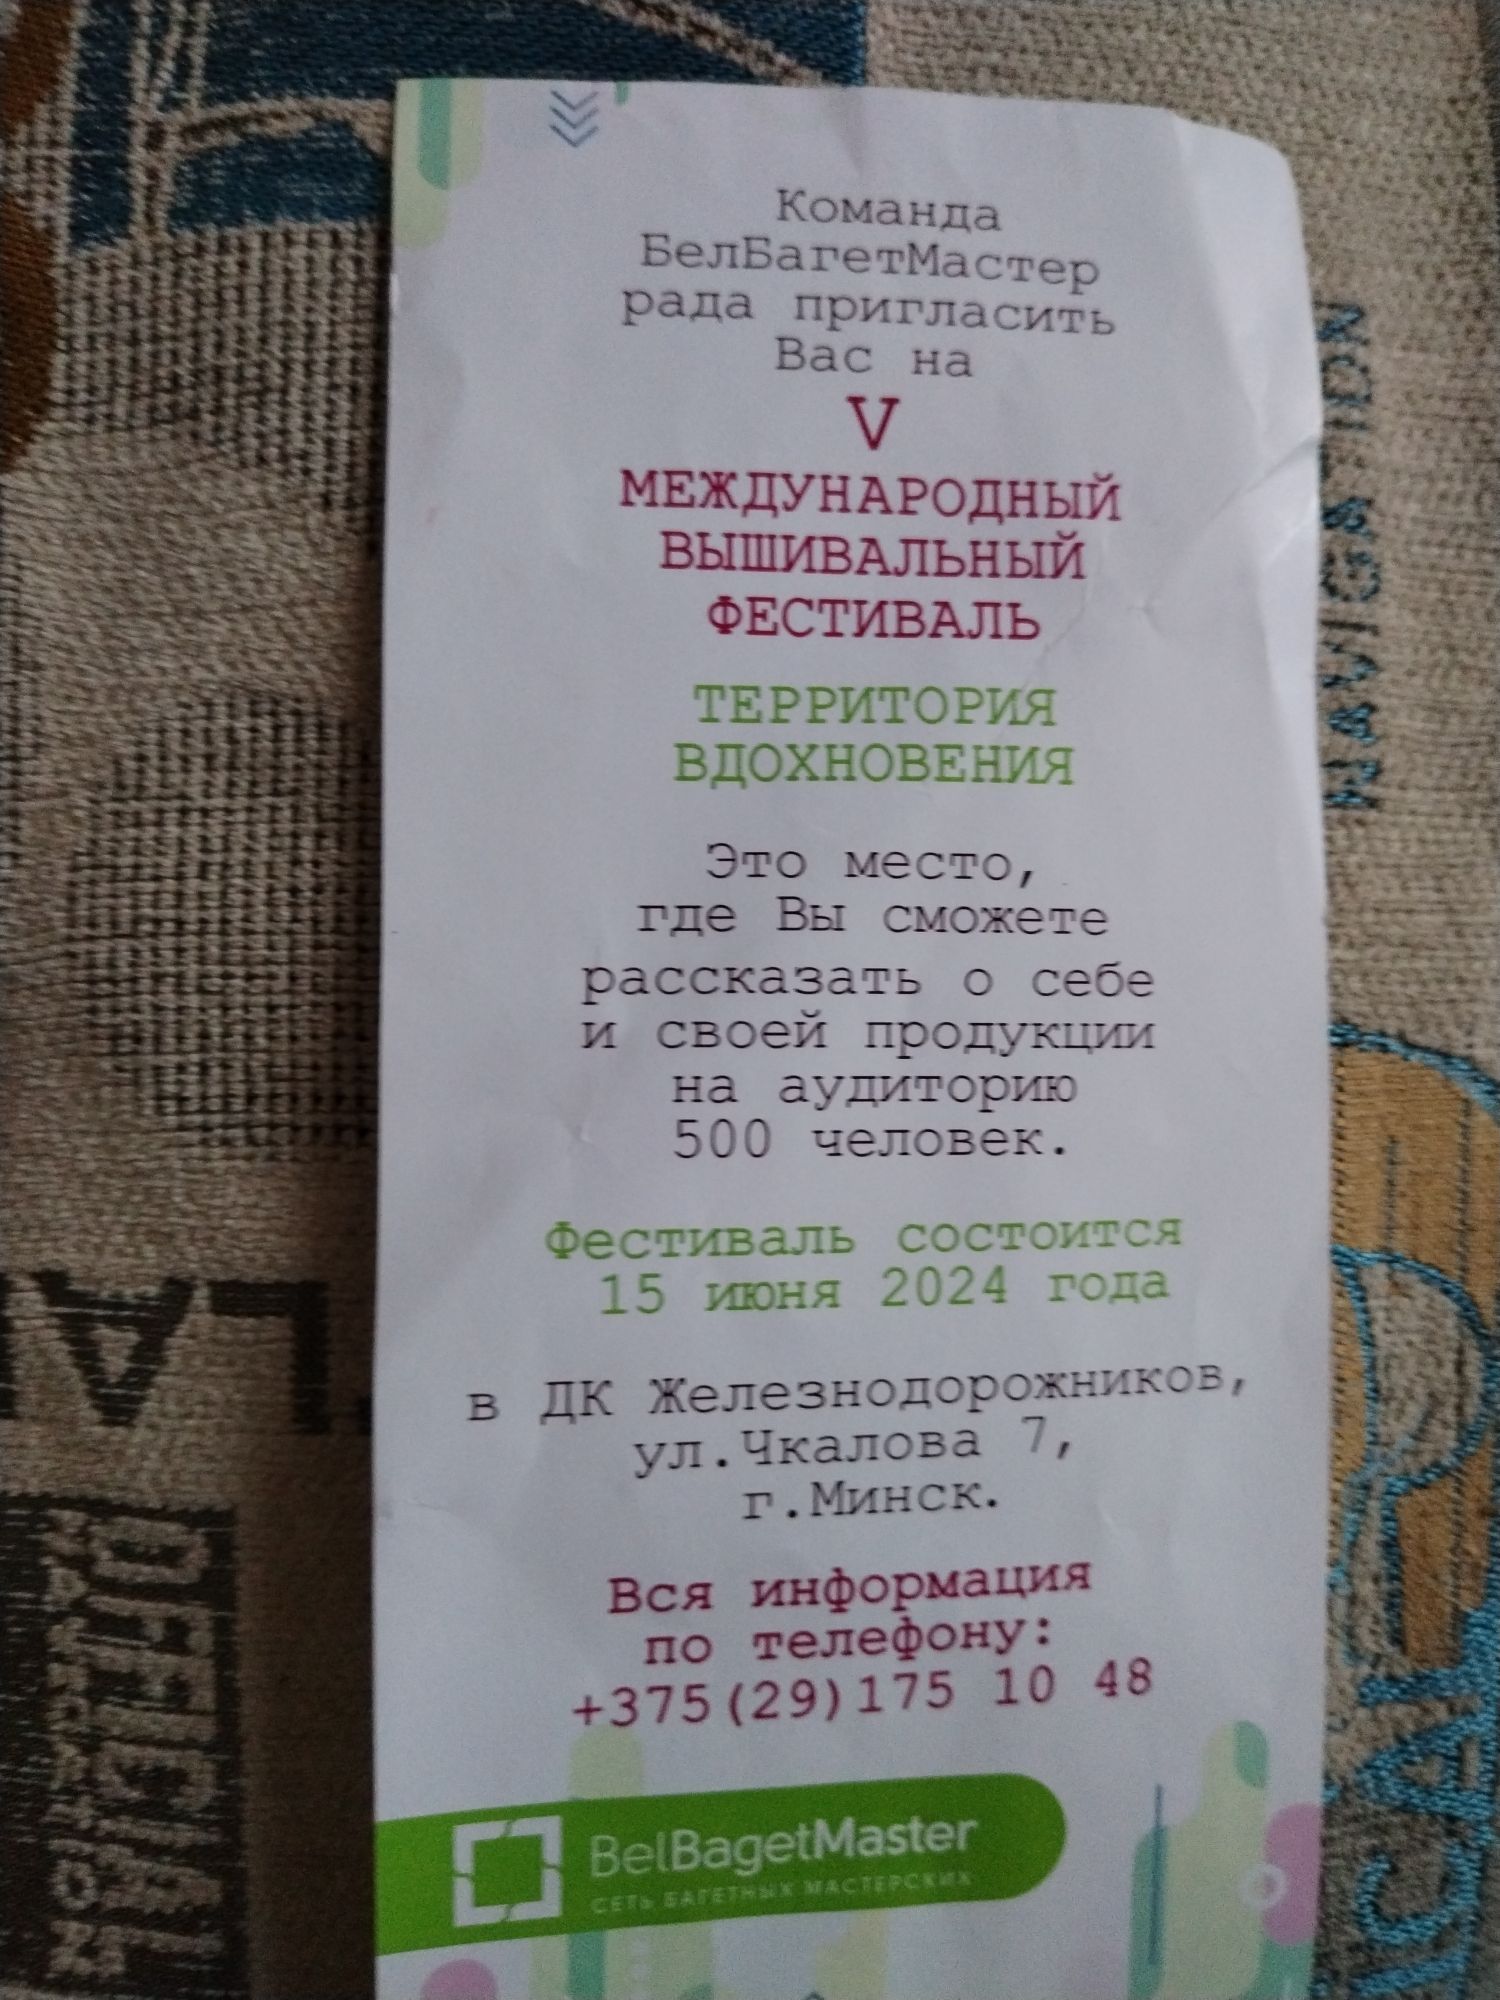 Команда
БелБагетМастер
рада пригласить
Вас на
V
МЕЖДУНАРОДНЫЙ
ВЫШИВАЛЬНЫЙ
ФЕСТИВАЛЬ
ТЕРРИТОРИЯ
ВДОХНОВЕНИЯ
Это место,
где Вы сможете
рассказать о себе
и своей продукции
на аудиторию
500 человек.
Фестиваль состоится
15 июня 2024 года
в ДК Железнодорожников,
ул.Чкалова 7,
г.Минск.
Вся информация
по телефону:
+375(29)175 10 48
BelBagetMaster
СЕТЬ БАГЕТНЫХ МАСТЕРСКИХ
NAVIGATION